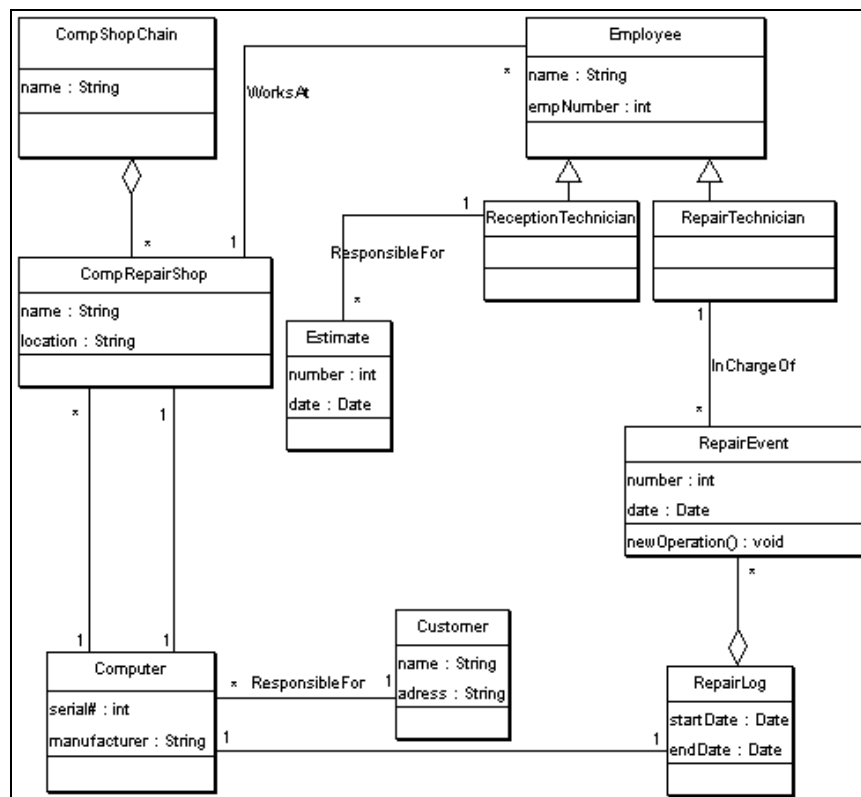 CompShopChain
name : String
Employee
name : String
empNumber : int
*
WorksAt
1
*
ReceptionTechnician
RepairTechnician
1
ResponsibleFor
*
CompRepairShop
name : String
location : String
Estimate
number : int
date : Date
1
InChargeOf
*
* 1
RepairEvent
number : int
date : Date
newOperation() : void
*
1 1
Computer
serial# : int
manufacturer : String
* ResponsibleFor 1
Customer
name : String
adress : String
RepairLog
startDate : Date
endDate : Date
1 1